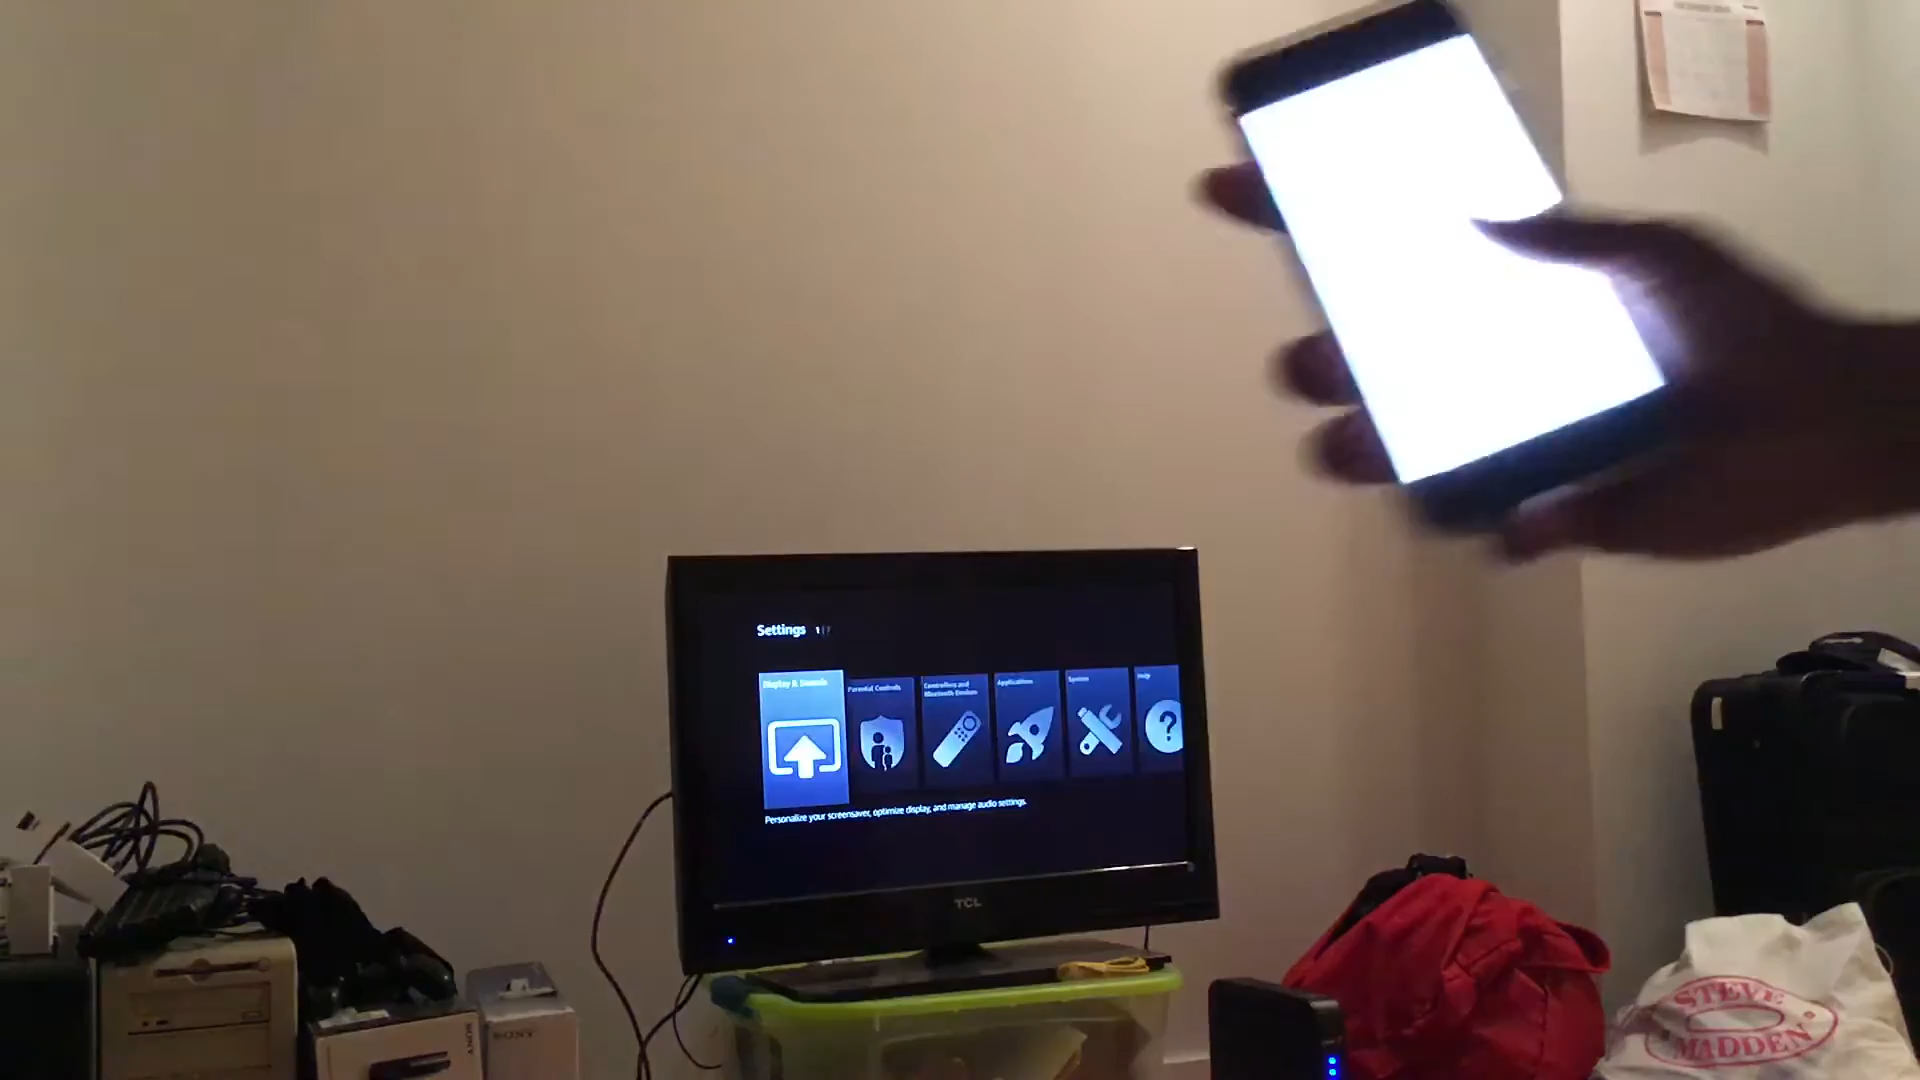 Settings
Display & Sounds
Parental Controls
Controllers and
Bluetooth Devices
Applications
System
Help
Personalize your screensaver, optimize display, and manage audio settings.
TCL
SONY
SONY
STEVE
MADDEN